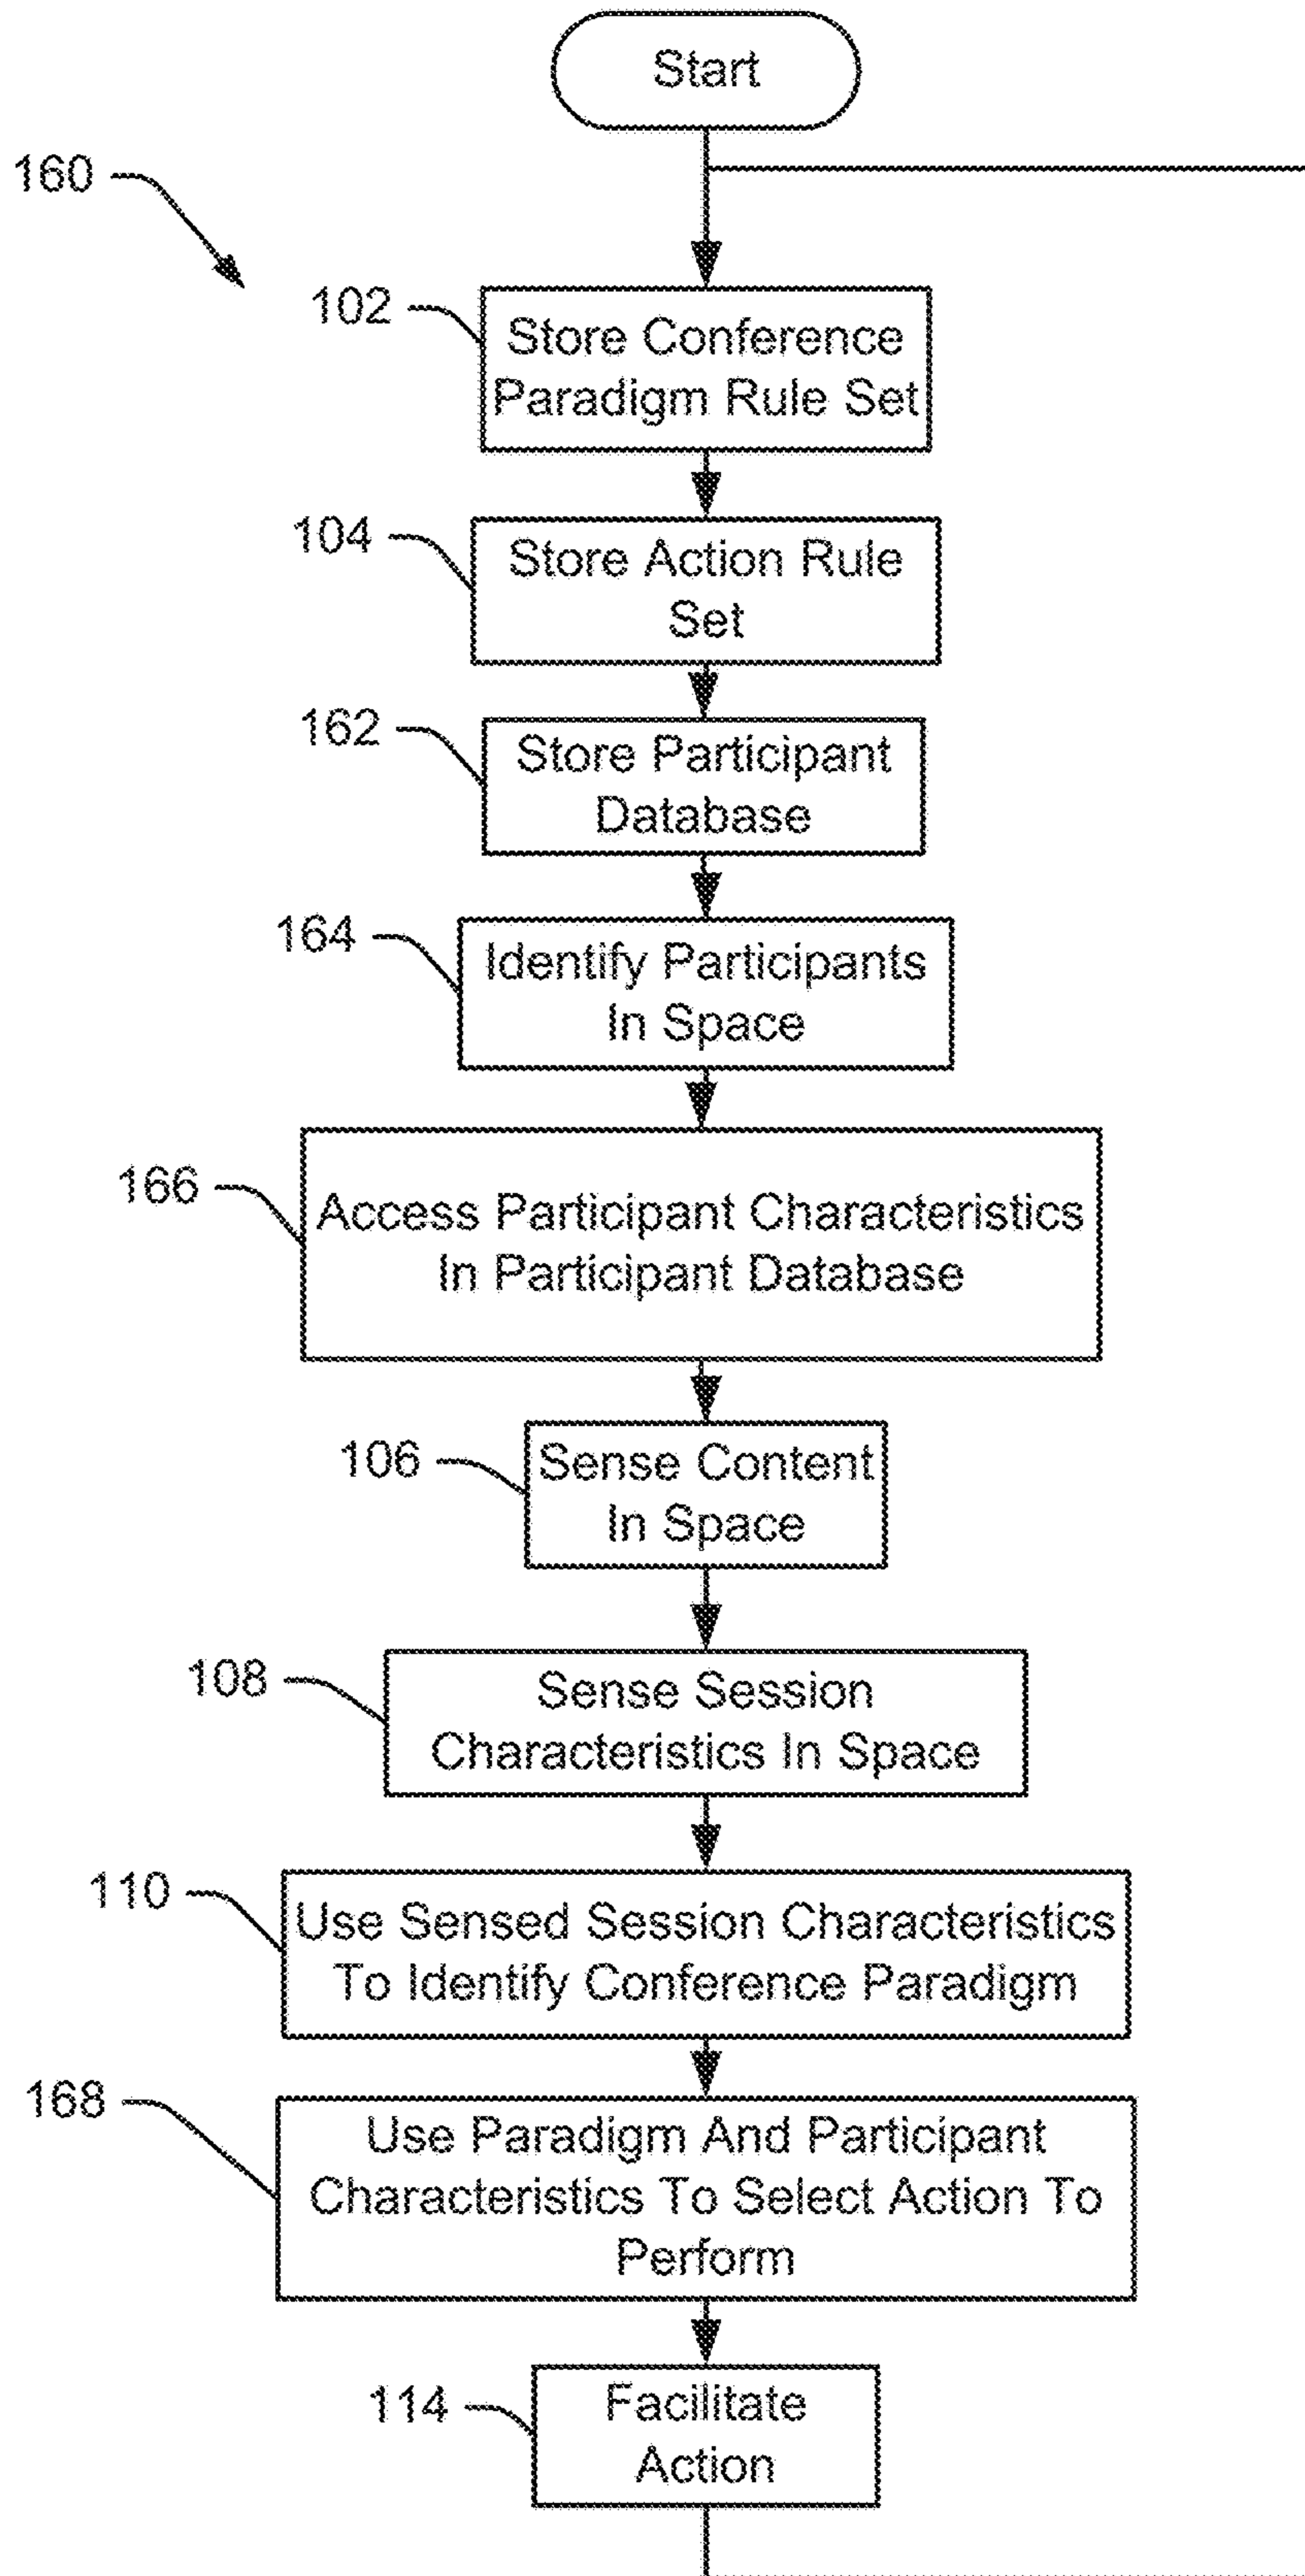 Start
160
102
Store Conference
Paradigm Rule Set
104
Store Action Rule
Set
162
Store Participant
Database
164
Identify Participants
In Space
166
Access Participant Characteristics
In Participant Database
106
Sense Content
In Space
108
Sense Session
Characteristics In Space
110
Use Sensed Session Characteristics
To Identify Conference Paradigm
168
Use Paradigm And Participant
Characteristics To Select Action To
Perform
114
Facilitate
Action